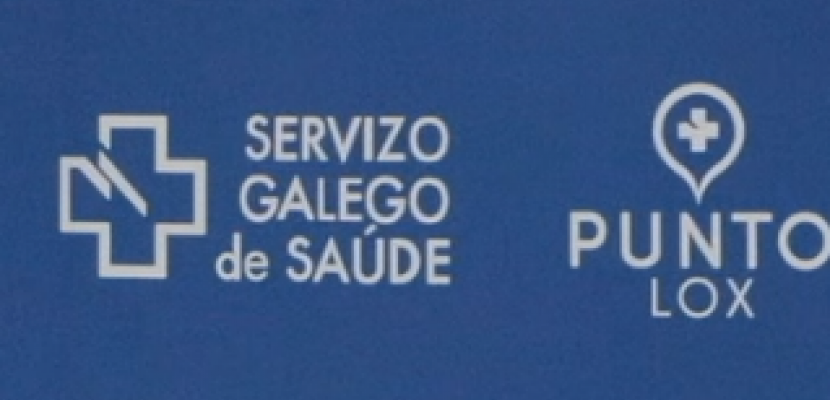 SERVIZO
GALEGO
de SAÚDE
PUNTO
LOX